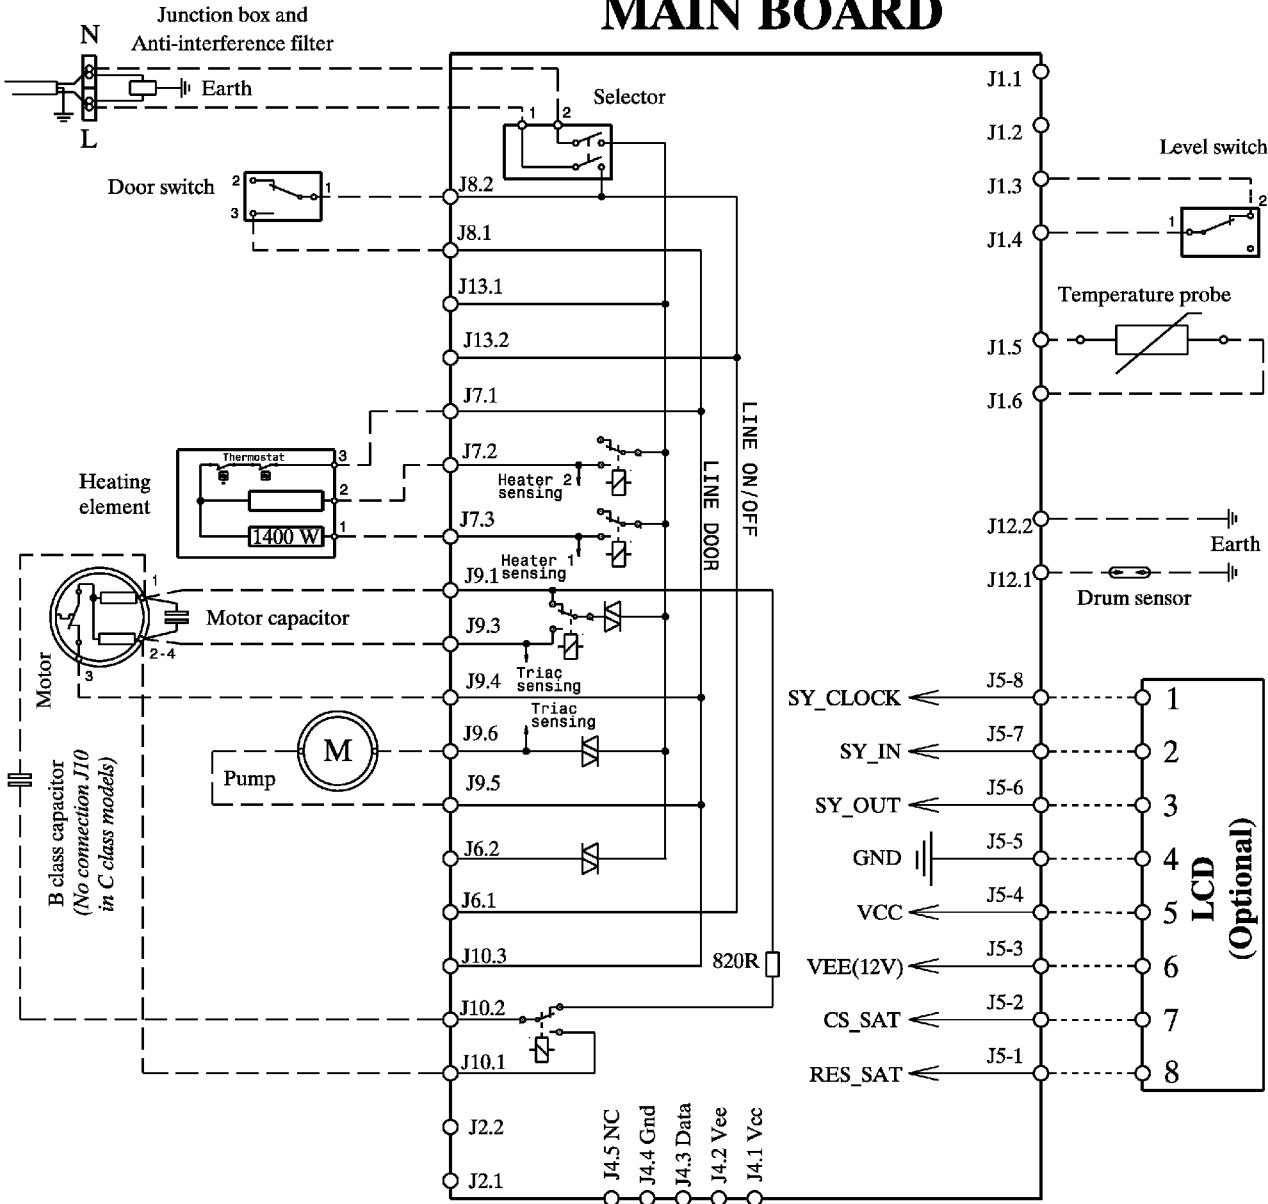 MAIN BOARD
Junction box and
Anti-interference filter
N
Earth
L
Selector
1
2
Door switch
2
1
3
J8.2
J8.1
J13.1
J13.2
J7.1
J7.2
J7.3
Heating
element
Thermostat
3
2
1
1400 W
Heater 2
sensing
Heater 1
sensing
LINE DOOR
LINE ON/OFF
J9.1
J9.3
J9.4
J9.6
J9.5
Motor
1
2-4
3
Motor capacitor
Triac
sensing
Triac
sensing
M
Pump
B class capacitor
(No connection J10
in C class models)
J6.2
J6.1
J10.3
820R
J10.2
J10.1
J2.2
J2.1
J4.5 NC
J4.4 Gnd
J4.3 Data
J4.2 Vee
J4.1 Vcc
J1.1
J1.2
J1.3
J1.4
Level switch
1
2
Temperature probe
J1.5
J1.6
J12.2
Earth
J12.1
Drum sensor
SY_CLOCK
J5-8
1
SY_IN
J5-7
2
SY_OUT
J5-6
3
GND
J5-5
4
VCC
J5-4
5
VEE(12V)
J5-3
6
CS_SAT
J5-2
7
RES_SAT
J5-1
8
LCD
(Optional)